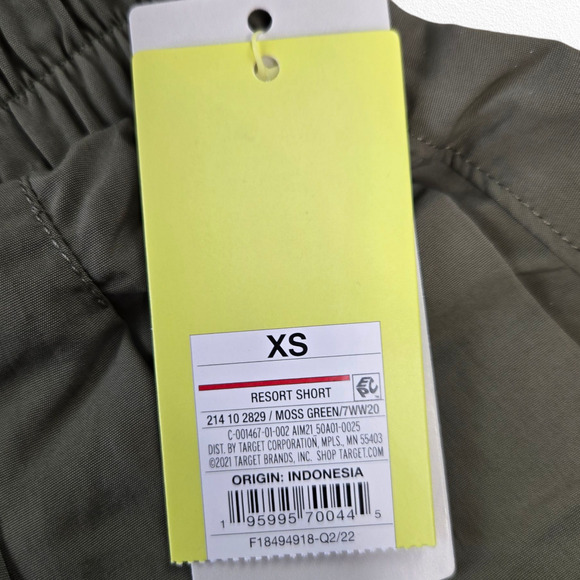 XS
RESORT SHORT
EPC™
214 10 2829 / MOSS GREEN/7WW20
C-001467-01-002 AIM21 50A01-0025
DIST. BY TARGET CORPORATION, MPLS., MN 55403
©2021 TARGET BRANDS, INC. SHOP TARGET.COM
ORIGIN: INDONESIA
1 95995 70044 5
F18494918-Q2/22